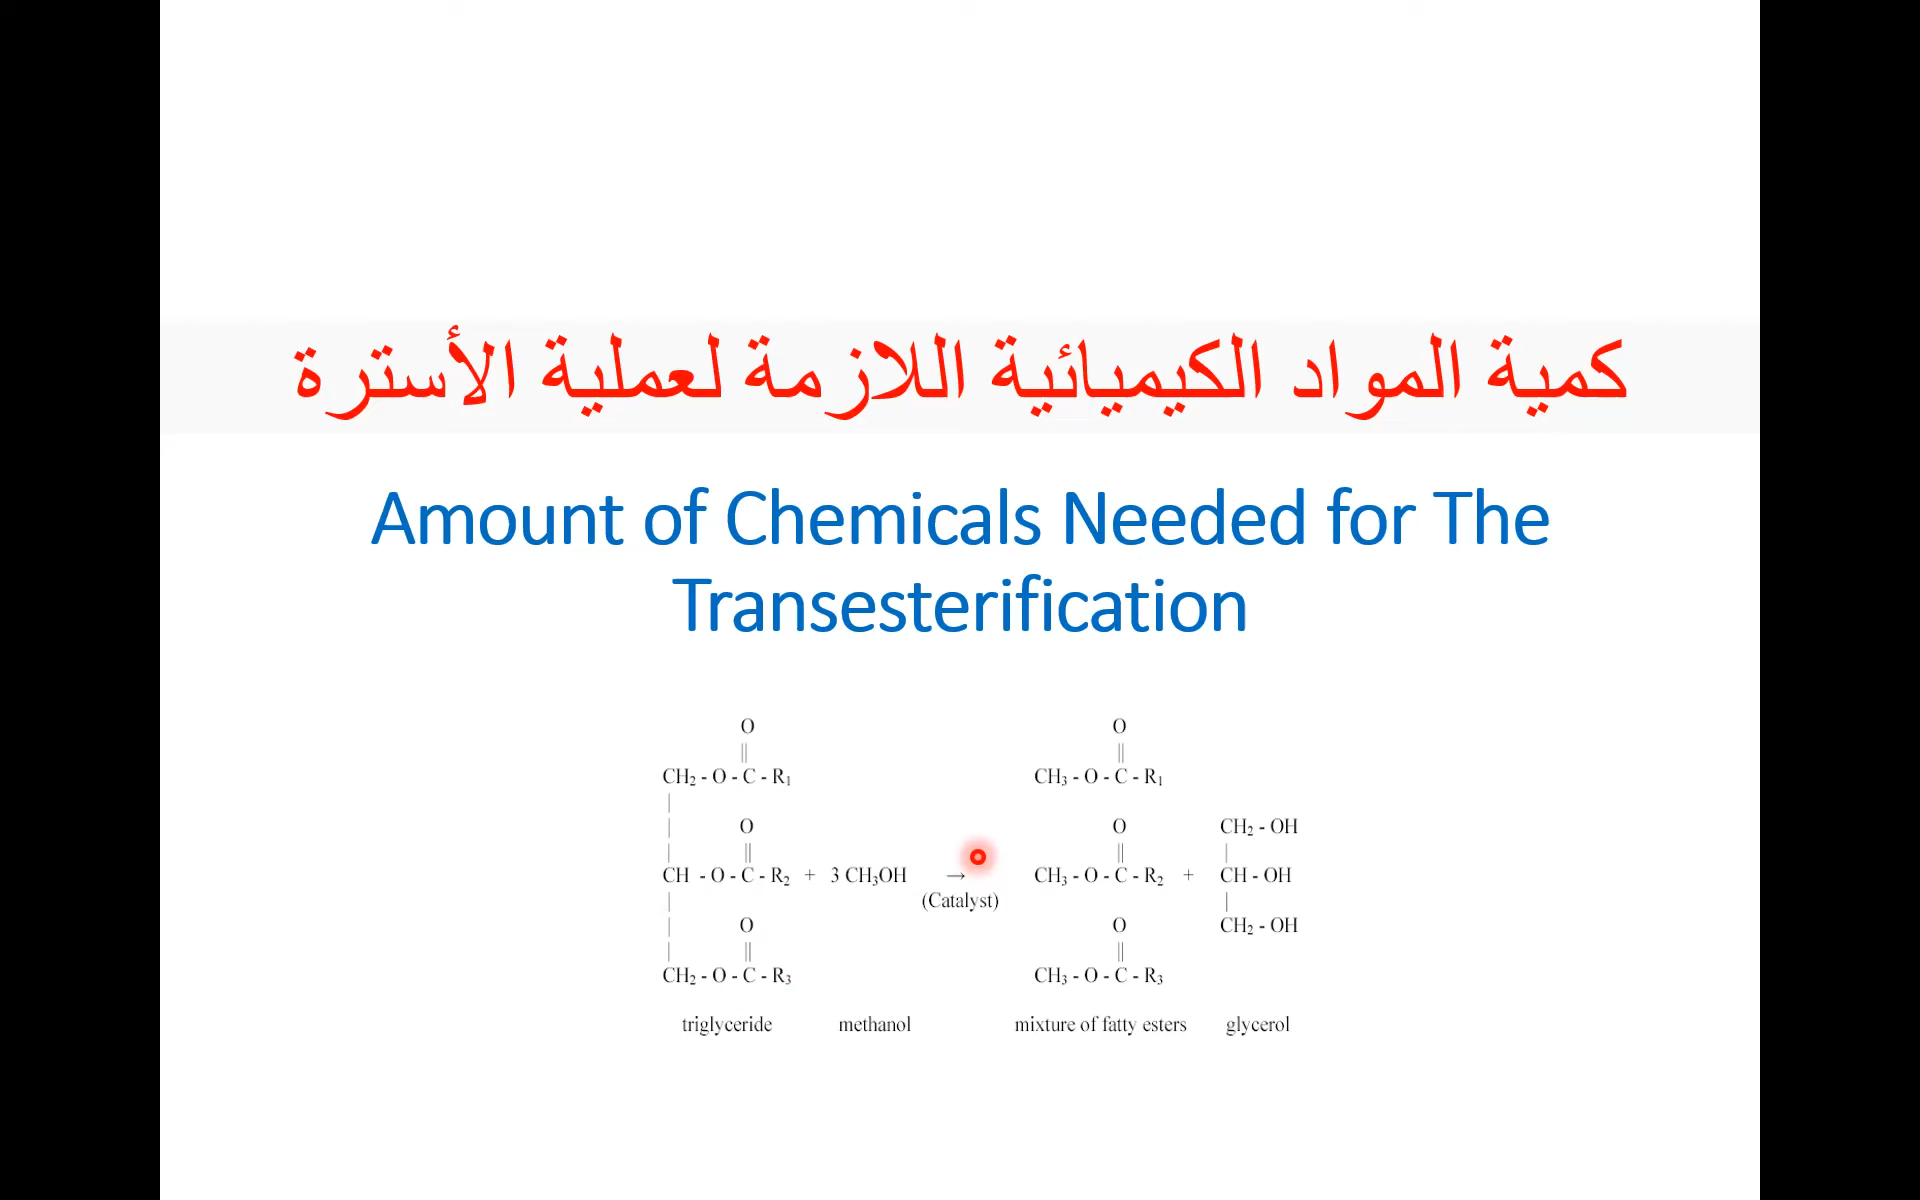 كمية المواد الكيميائية اللازمة لعملية الأسترة
Amount of Chemicals Needed for The
Transesterification
O O
|| ||
CH₂ - O - C - R₁ CH₃ - O - C - R₁
|
| O O CH₂ - OH
| || || |
CH - O - C - R₂ + 3 CH₃OH → CH₃ - O - C - R₂ + CH - OH
| (Catalyst) |
| O O CH₂ - OH
| || ||
CH₂ - O - C - R₃ CH₃ - O - C - R₃
triglyceride methanol mixture of fatty esters glycerol